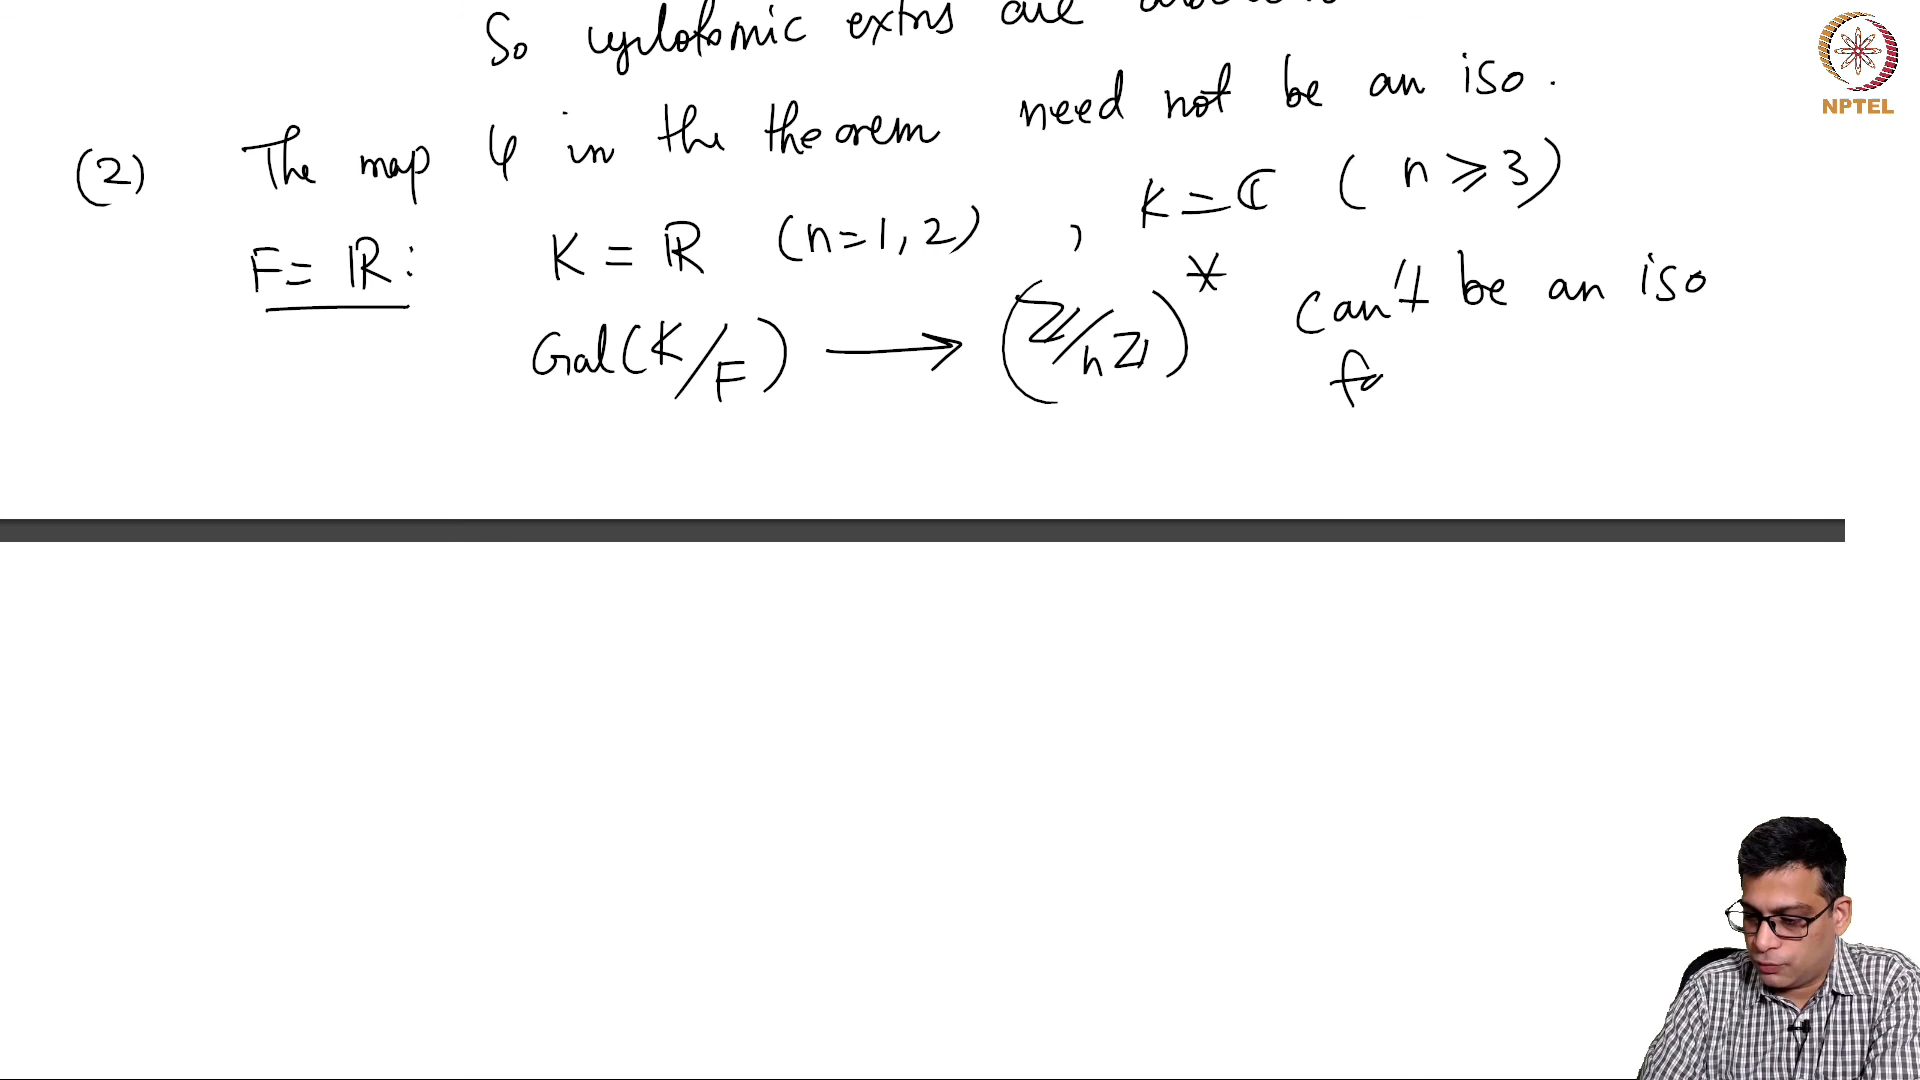 So cyclotomic extns are
(2) The map φ in the theorem need not be an iso.
F = ℝ: K = ℝ (n=1,2), K = ℂ (n ≥ 3)
Gal(K/F) ⟶ (ℤ/nℤ)* can't be an iso
fo
NPTEL